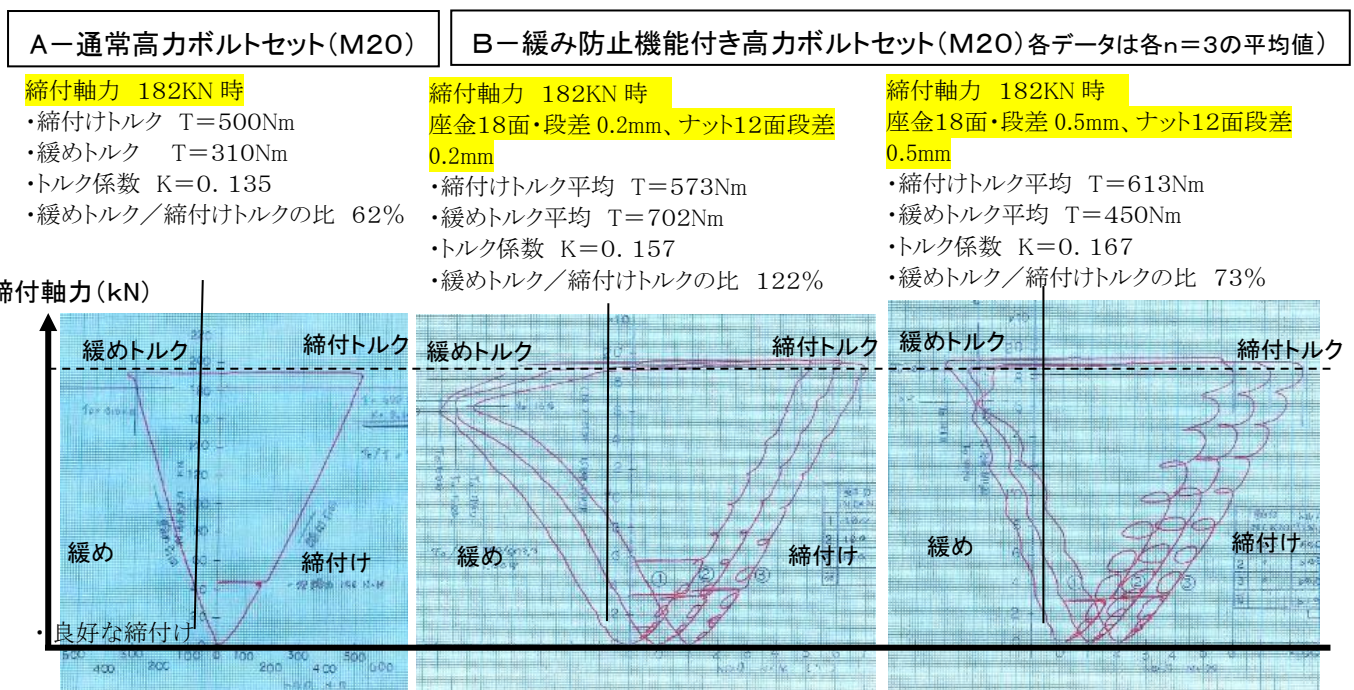 A－通常高力ボルトセット(M20)
B－緩み防止機能付き高力ボルトセット(M20)各データは各n＝3の平均値)
締付軸力 182KN 時
・締付けトルク T＝500Nm
・緩めトルク T＝310Nm
・トルク係数 K＝0．135
・緩めトルク／締付けトルクの比 62%
締付軸力 182KN 時
座金18面・段差 0.2mm、ナット12面段差
0.2mm
・締付けトルク平均 T＝573Nm
・緩めトルク平均 T＝702Nm
・トルク係数 K＝0．157
・緩めトルク／締付けトルクの比 122%
締付軸力 182KN 時
座金18面・段差 0.5mm、ナット12面段差
0.5mm
・締付けトルク平均 T＝613Nm
・緩めトルク平均 T＝450Nm
・トルク係数 K＝0．167
・緩めトルク／締付けトルクの比 73%
締付軸力(kN)
緩めトルク 締付トルク
緩めトルク 締付トルク
緩めトルク 締付トルク
緩め 締付け
緩め ① ② ③ 締付け
緩め ① ② ③ 締付け
・良好な締付け
500 300 100 0 100 300 500
400 200 200 400 600